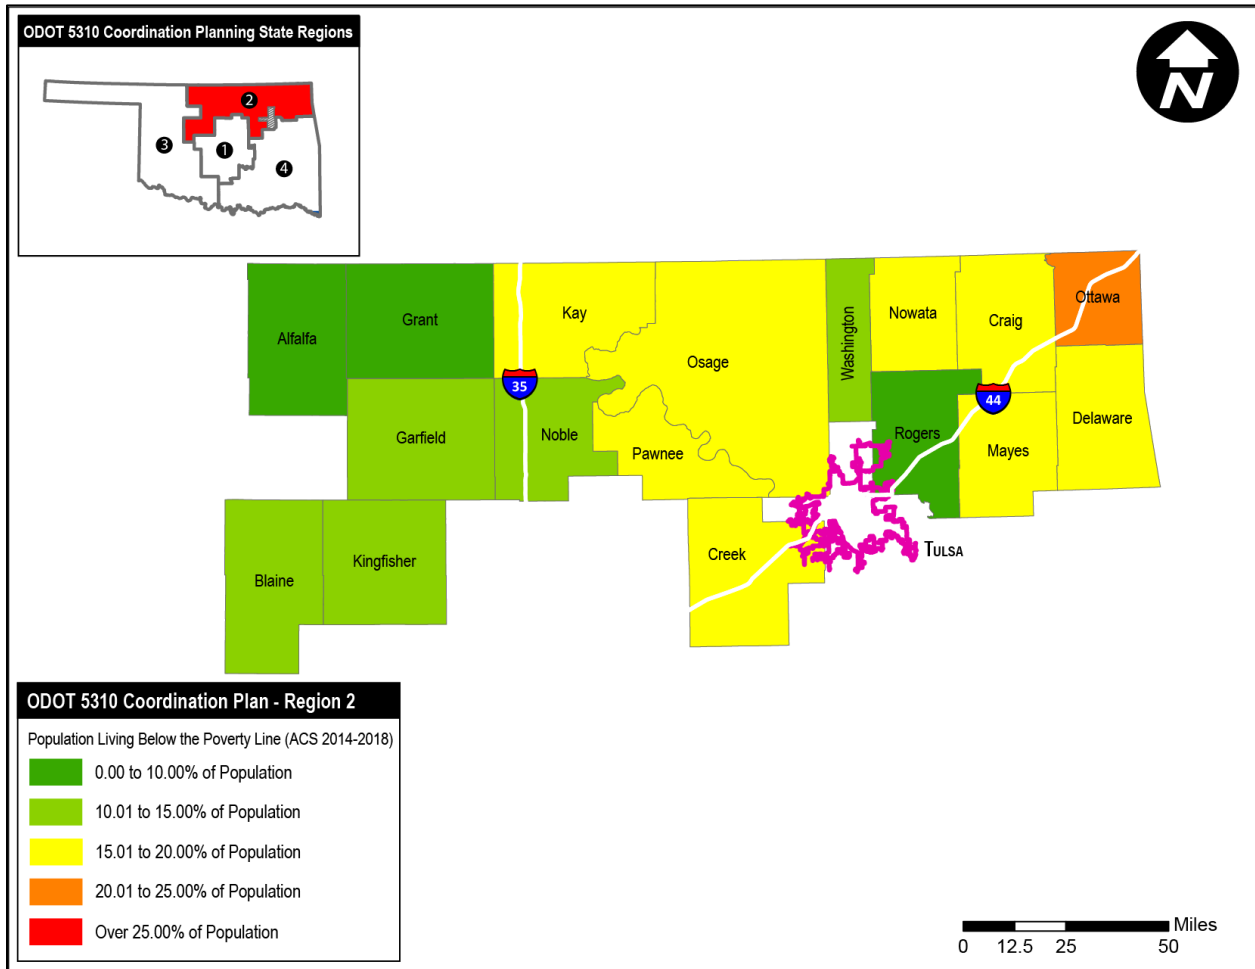 ODOT 5310 Coordination Planning State Regions
2
3
1
4
N
Alfalfa
Grant
Kay
Osage
Washington
Nowata
Craig
Ottawa
35
44
Garfield
Noble
Pawnee
Rogers
Mayes
Delaware
Blaine
Kingfisher
Creek
TULSA
ODOT 5310 Coordination Plan - Region 2
Population Living Below the Poverty Line (ACS 2014-2018)
0.00 to 10.00% of Population
10.01 to 15.00% of Population
15.01 to 20.00% of Population
20.01 to 25.00% of Population
Over 25.00% of Population
Miles
0 12.5 25 50